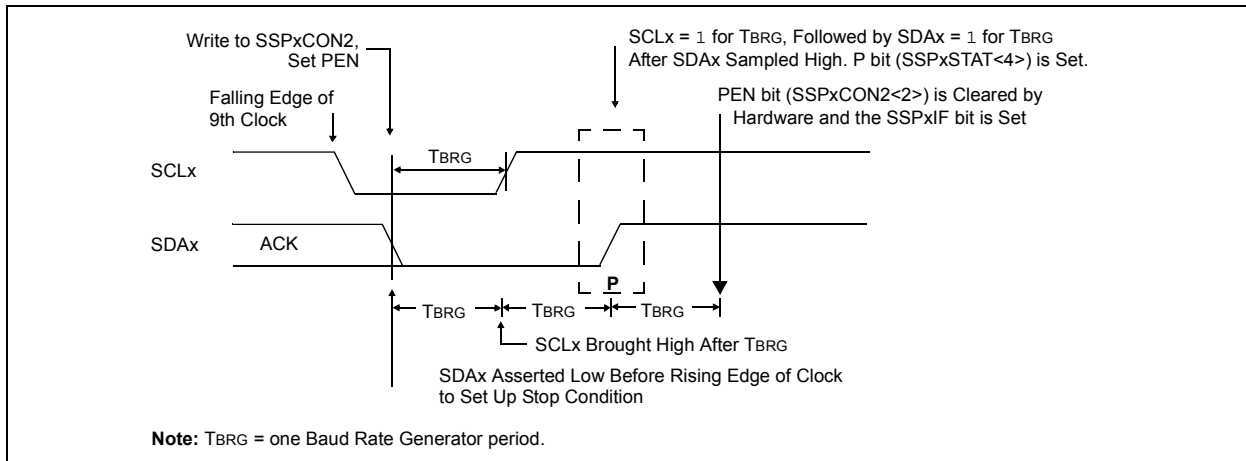 Write to SSPxCON2,
Set PEN
SCLx = 1 for TBRG, Followed by SDAx = 1 for TBRG
After SDAx Sampled High. P bit (SSPxSTAT<4>) is Set.
Falling Edge of
9th Clock
PEN bit (SSPxCON2<2>) is Cleared by
Hardware and the SSPxIF bit is Set
TBRG
SCLx
SDAx
ACK
P
TBRG
TBRG
TBRG
SCLx Brought High After TBRG
SDAx Asserted Low Before Rising Edge of Clock
to Set Up Stop Condition
Note: TBRG = one Baud Rate Generator period.